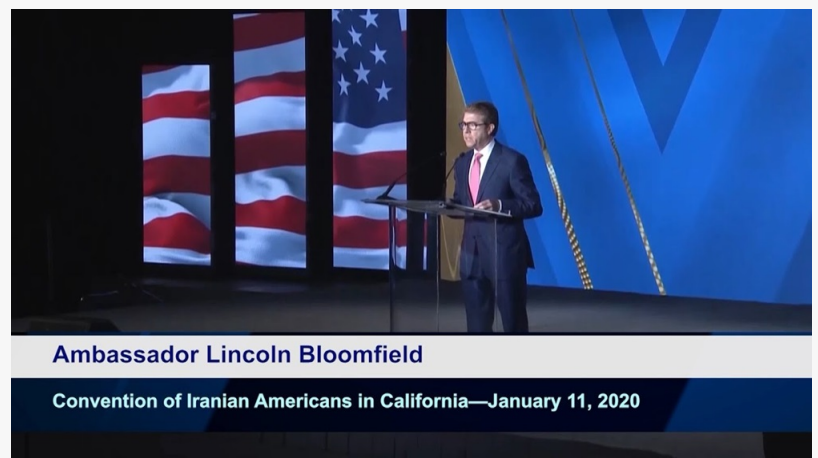 Ambassador Lincoln Bloomfield
Convention of Iranian Americans in California—January 11, 2020